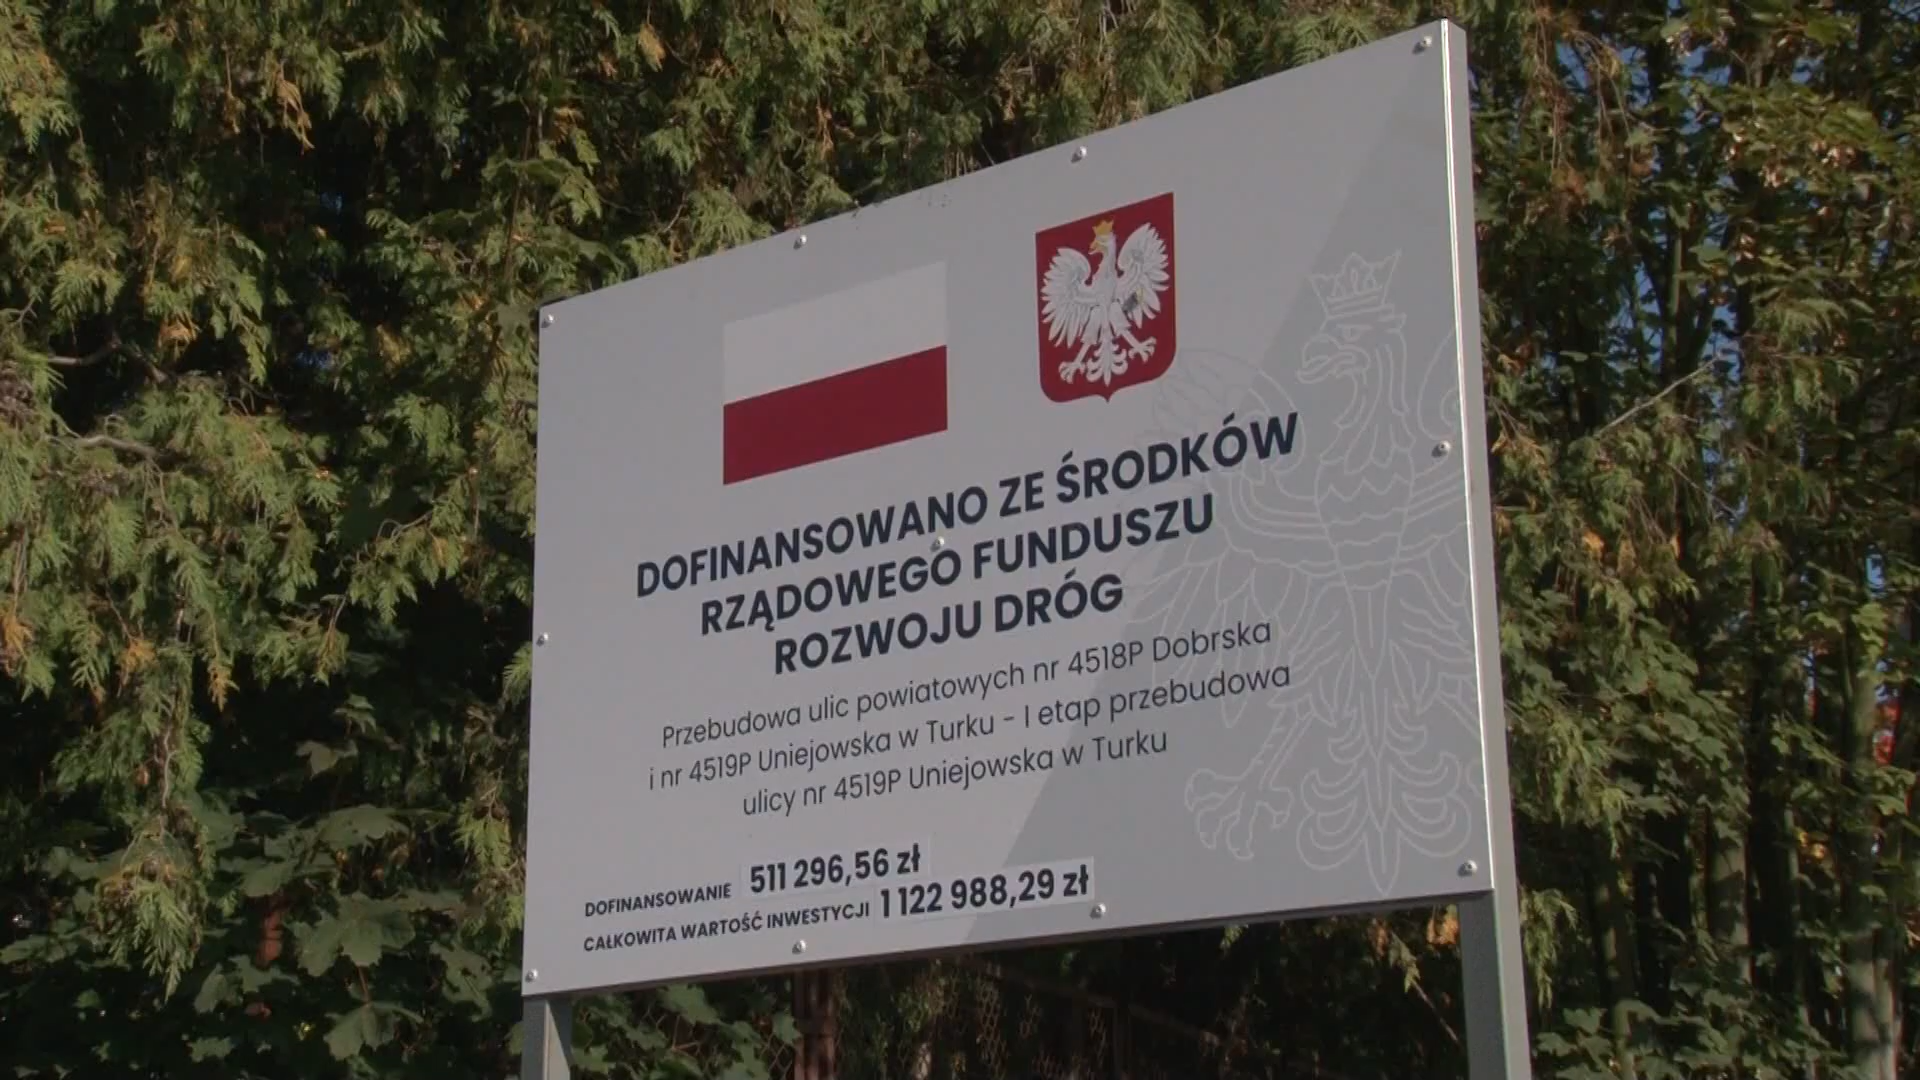 DOFINANSOWANO ZE ŚRODKÓW
RZĄDOWEGO FUNDUSZU
ROZWOJU DRÓG
Przebudowa ulic powiatowych nr 4518P Dobrska
i nr 4519P Uniejowska w Turku - I etap przebudowa
ulicy nr 4519P Uniejowska w Turku
DOFINANSOWANIE 511 296,56 zł
CAŁKOWITA WARTOŚĆ INWESTYCJI 1 122 988,29 zł